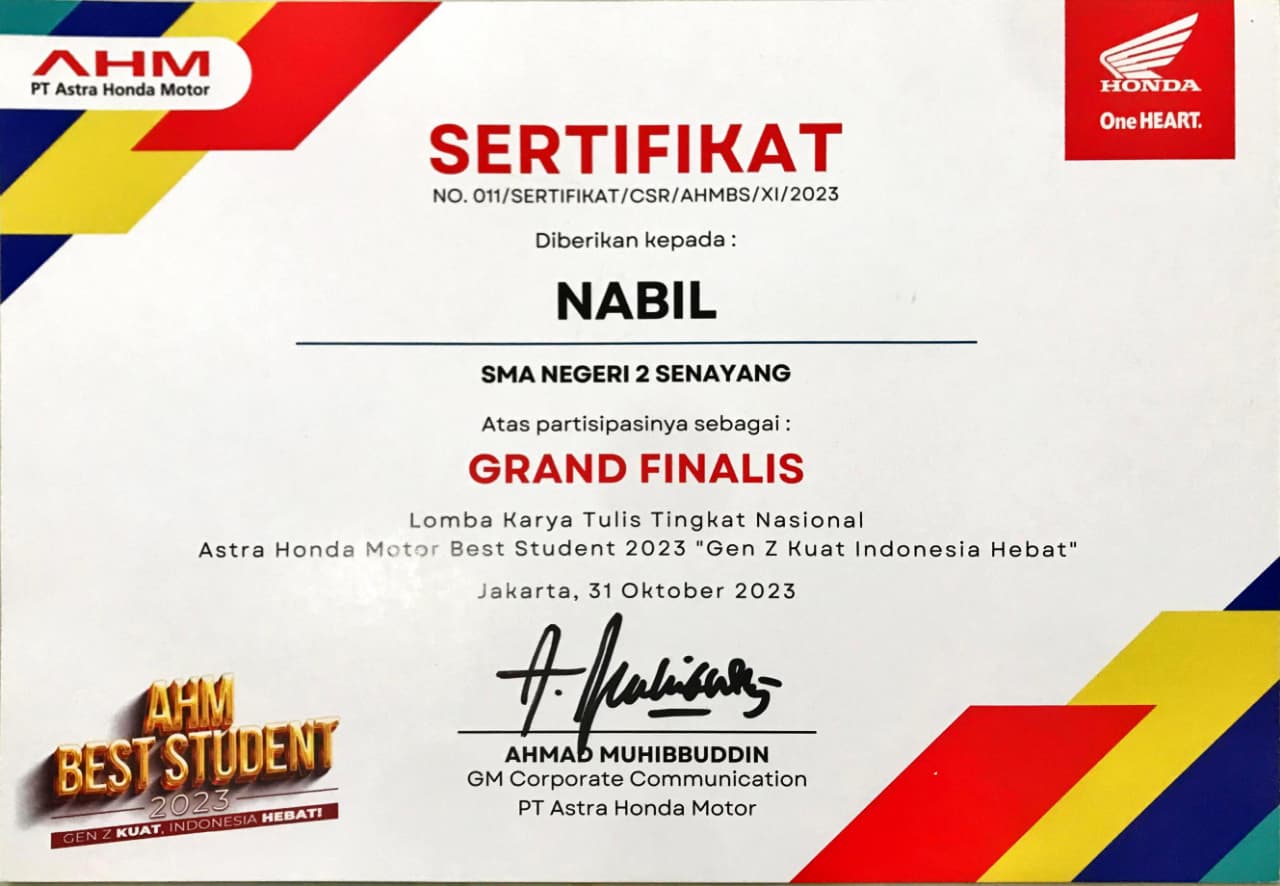 AHM
PT Astra Honda Motor
HONDA
One HEART.
SERTIFIKAT
NO. 011/SERTIFIKAT/CSR/AHMBS/XI/2023
Diberikan kepada :
NABIL
SMA NEGERI 2 SENAYANG
Atas partisipasinya sebagai :
GRAND FINALIS
Lomba Karya Tulis Tingkat Nasional
Astra Honda Motor Best Student 2023 "Gen Z Kuat Indonesia Hebat"
Jakarta, 31 Oktober 2023
A. Muhibuddin
AHMAD MUHIBBUDDIN
GM Corporate Communication
PT Astra Honda Motor
AHM
BEST STUDENT
2023
GEN Z KUAT, INDONESIA HEBAT!